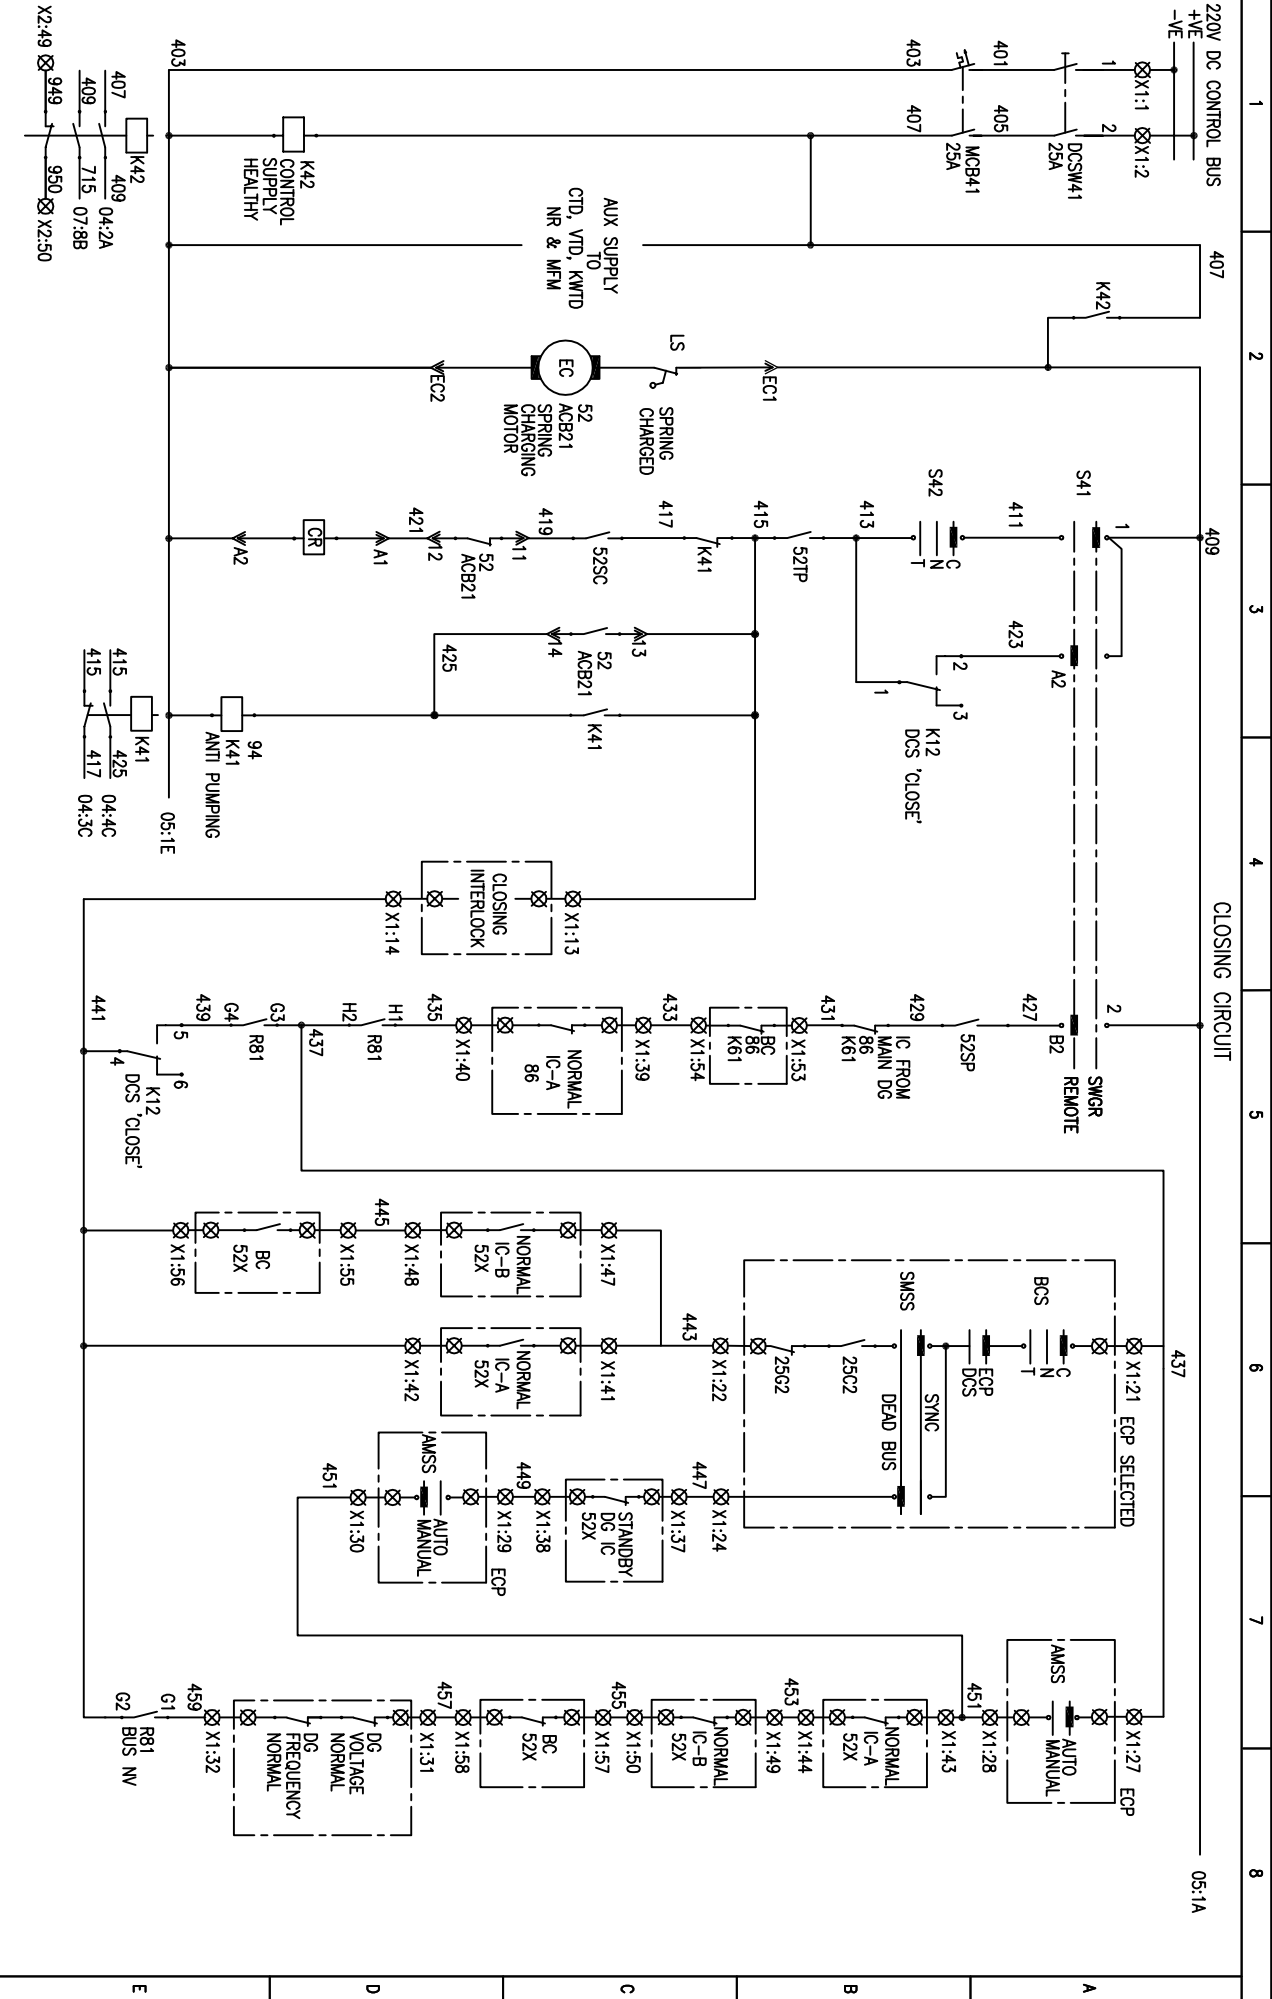 1
2
3
4
5
6
7
8
A
B
C
D
E
220V DC CONTROL BUS
+VE
-VE
X1:1
X1:2
1
2
DCSW41
25A
401
405
MCB41
25A
403
407
403
K42
CONTROL
SUPPLY
HEALTHY
K42
407
409
409
715
949
950
04:2A
07:8B
X2:49
X2:50
AUX SUPPLY
TO
CTD, VTD, KWTD
NR & MFM
407
K42
EC1
LS
SPRING
CHARGED
EC
52
ACB21
SPRING
CHARGING
MOTOR
EC2
409
S41
1
411
S42
C
N
T
413
52TP
415
K41
417
52SC
419
11
52
ACB21
12
421
A1
CR
A2
A2
423
2
1
3
K12
DCS 'CLOSE'
13
52
ACB21
14
425
K41
94
K41
ANTI PUMPING
K41
415
425
415
417
04:4C
04:3C
05:1E
X1:13
CLOSING
INTERLOCK
X1:14
CLOSING CIRCUIT
2
B2
SWGR
REMOTE
427
52SP
429
IC FROM
MAIN DG
86
K61
431
X1:53
BC
86
K61
X1:54
433
X1:39
NORMAL
IC-A
86
X1:40
435
H1
R81
H2
437
G3
R81
G4
439
5
6
4
K12
DCS 'CLOSE'
441
437
X1:21
ECP SELECTED
BCS
C
N
T
ECP
DCS
SMSS
SYNC
DEAD BUS
25C2
25G2
X1:22
443
X1:47
NORMAL
IC-B
52X
X1:48
445
X1:55
BC
52X
X1:56
X1:41
NORMAL
IC-A
52X
X1:42
X1:24
447
X1:37
STANDBY
DG IC
52X
X1:38
449
X1:29
ECP
AMSS
AUTO
MANUAL
X1:30
451
X1:27
ECP
AMSS
AUTO
MANUAL
X1:28
451
X1:43
NORMAL
IC-A
52X
X1:44
453
X1:49
NORMAL
IC-B
52X
X1:50
455
X1:57
BC
52X
X1:58
457
X1:31
DG
VOLTAGE
NORMAL
DG
FREQUENCY
NORMAL
X1:32
459
G1
R81
BUS NV
G2
05:1A